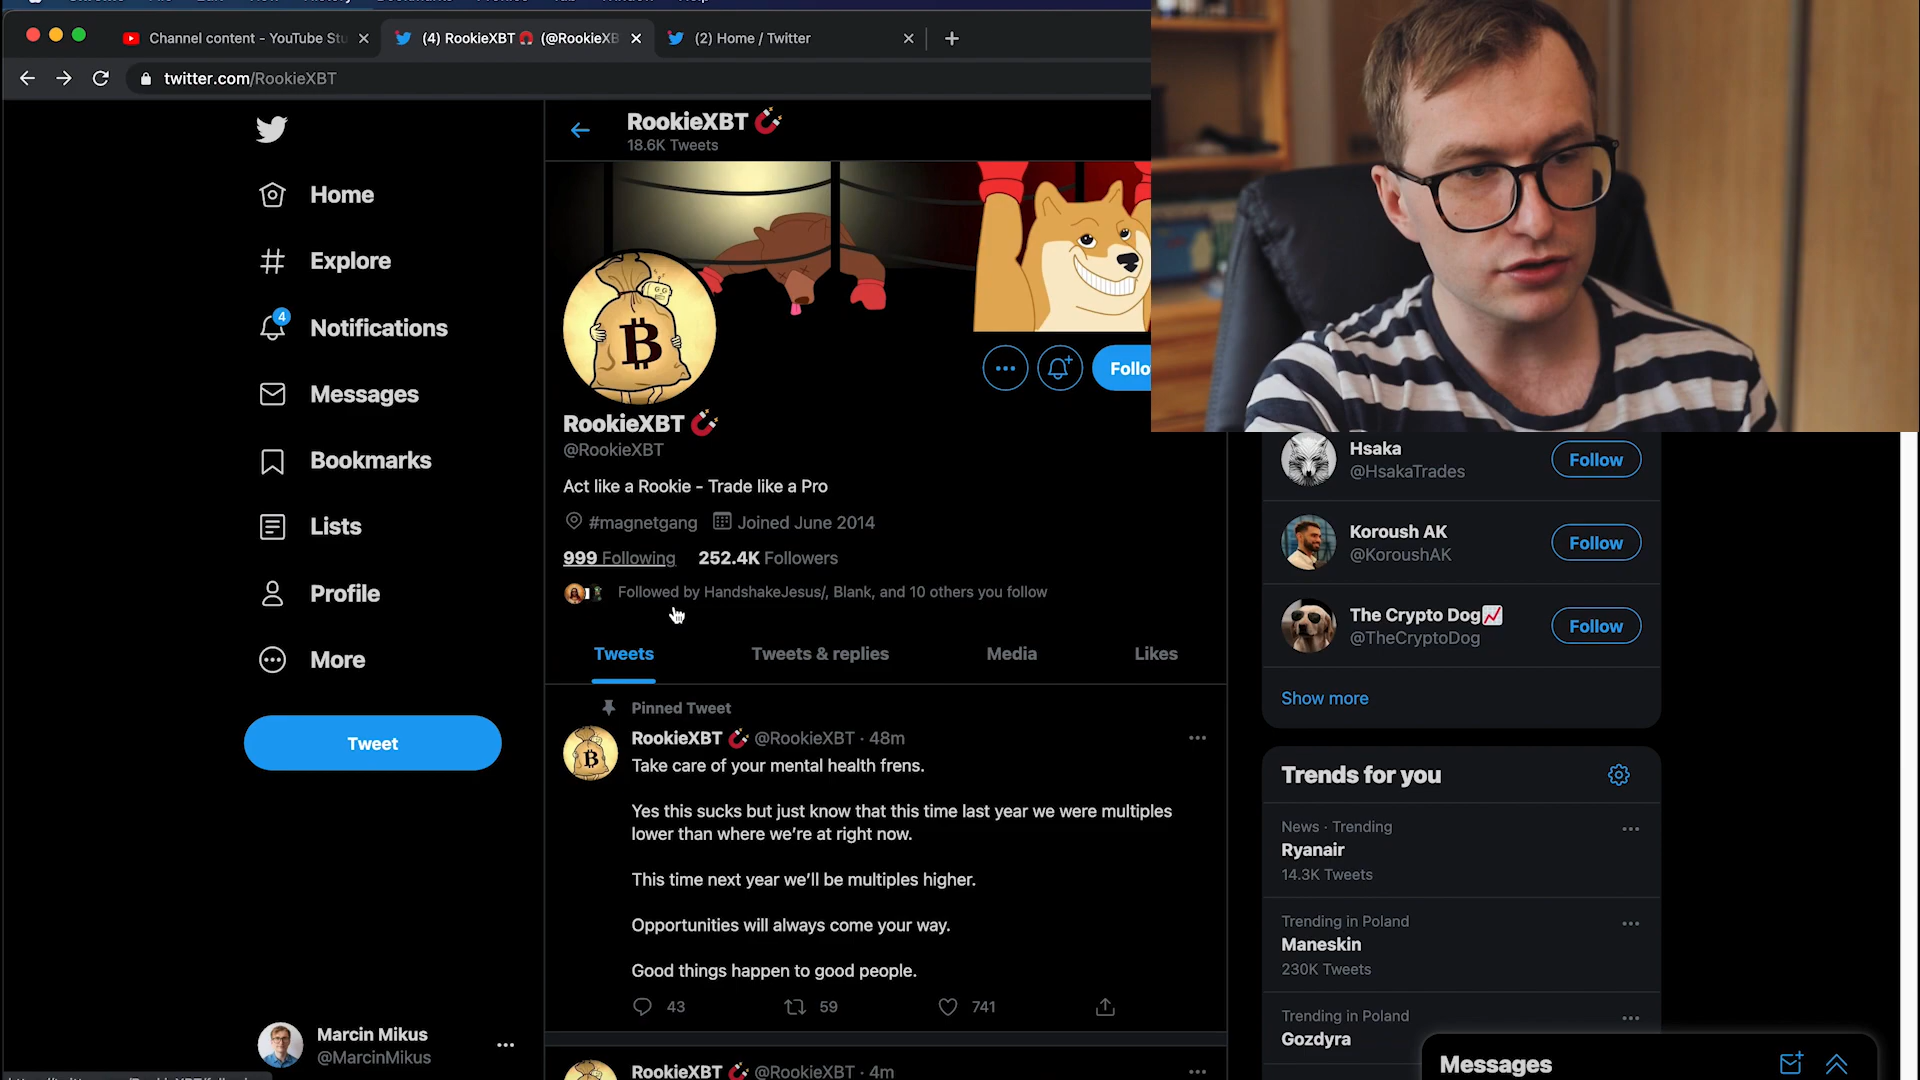 Channel content - YouTube Stu
(4) RookieXBT (@RookieXB
(2) Home / Twitter
twitter.com/RookieXBT
RookieXBT
18.6K Tweets
Home
Explore
4
Notifications
Messages
Bookmarks
Lists
Profile
More
Tweet
Marcin Mikus
@MarcinMikus
Follo
RookieXBT
@RookieXBT
Act like a Rookie - Trade like a Pro
#magnetgang Joined June 2014
999 Following 252.4K Followers
Followed by HandshakeJesus/, Blank, and 10 others you follow
Tweets Tweets & replies Media Likes
Pinned Tweet
RookieXBT @RookieXBT · 48m
Take care of your mental health frens.
Yes this sucks but just know that this time last year we were multiples
lower than where we're at right now.
This time next year we'll be multiples higher.
Opportunities will always come your way.
Good things happen to good people.
43 59 741
RookieXBT @RookieXBT · 4m
Hsaka
@HsakaTrades
Follow
Koroush AK
@KoroushAK
Follow
The Crypto Dog
@TheCryptoDog
Follow
Show more
Trends for you
News · Trending
Ryanair
14.3K Tweets
Trending in Poland
Maneskin
230K Tweets
Trending in Poland
Gozdyra
Messages